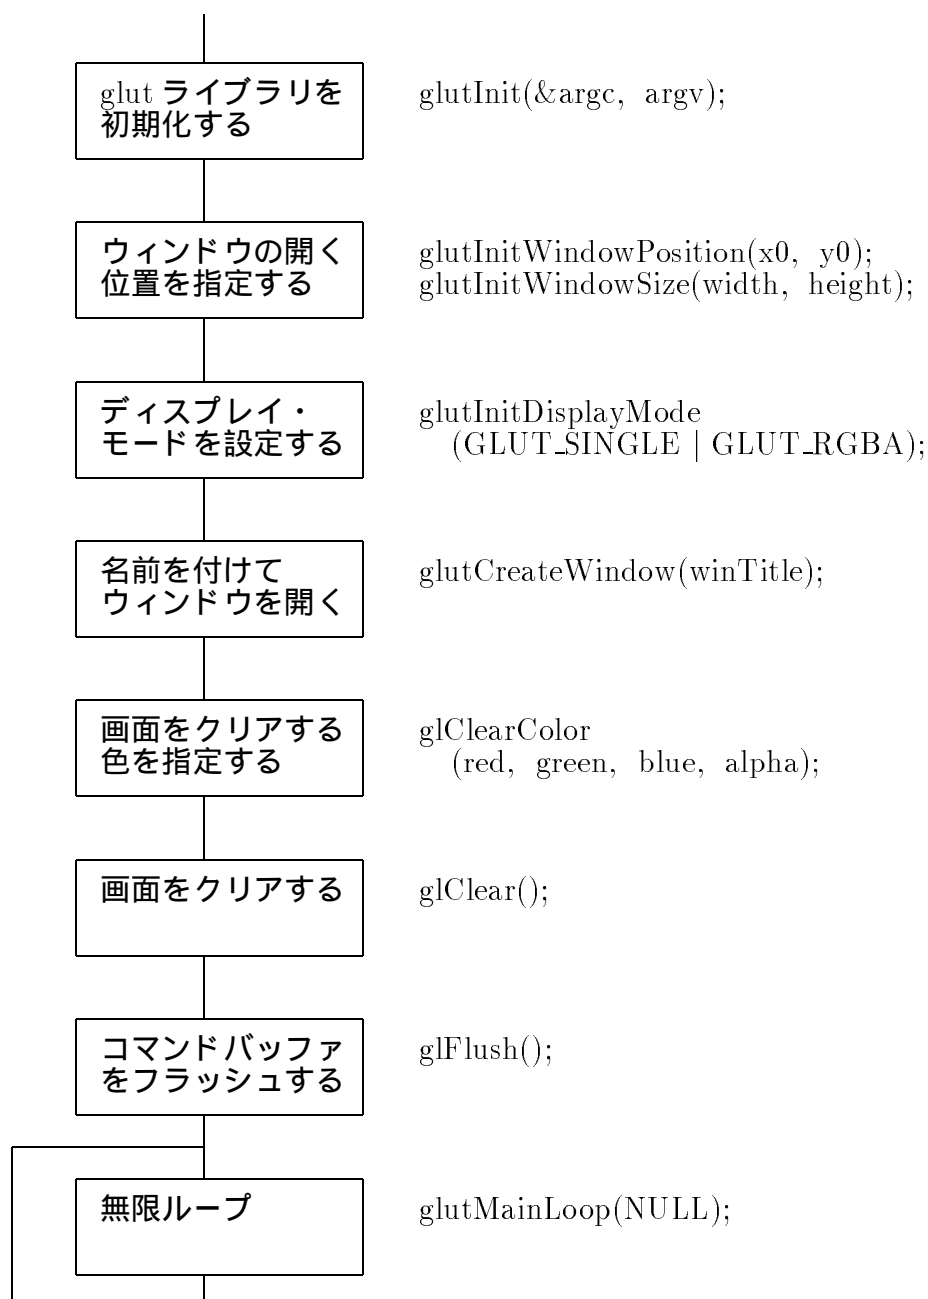 glut ライブラリを
初期化する
glutInit(&argc, argv);
ウィンドウの開く
位置を指定する
glutInitWindowPosition(x0, y0);
glutInitWindowSize(width, height);
ディスプレイ・
モードを設定する
glutInitDisplayMode
(GLUT_SINGLE | GLUT_RGBA);
名前を付けて
ウィンドウを開く
glutCreateWindow(winTitle);
画面をクリアする
色を指定する
glClearColor
(red, green, blue, alpha);
画面をクリアする
glClear();
コマンドバッファ
をフラッシュする
glFlush();
無限ループ
glutMainLoop(NULL);